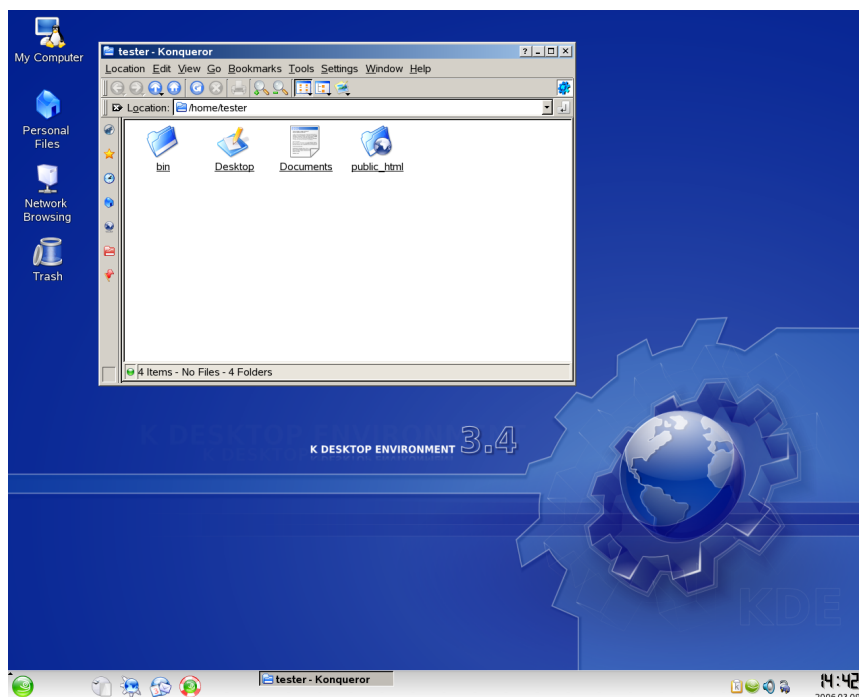 My Computer
Personal
Files
Network
Browsing
Trash
tester - Konqueror
Location Edit View Go Bookmarks Tools Settings Window Help
Location: /home/tester
bin Desktop Documents public_html
4 Items - No Files - 4 Folders
K DESKTOP ENVIRONMENT 3.4
KDE
tester - Konqueror
14:42